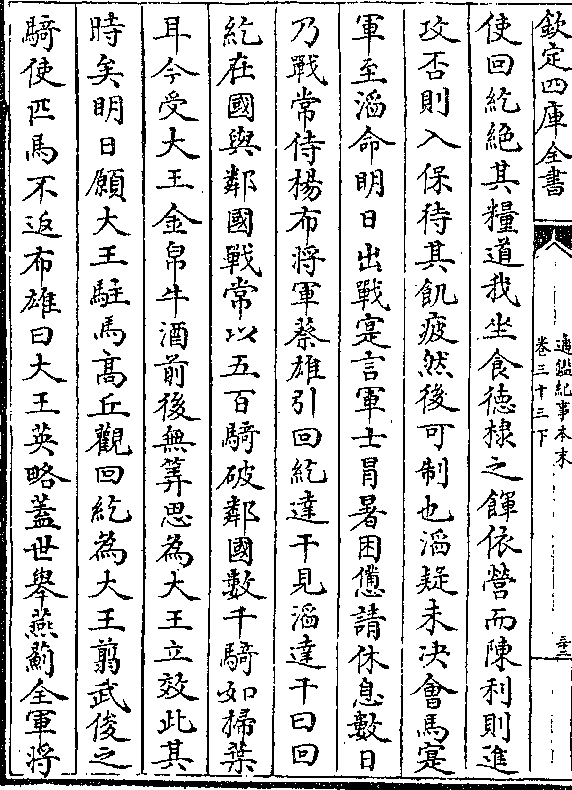 欽定四庫全書
通鑑紀事本末
卷三十三下
三十二
使回紇絶其糧道我坐食徳棣之餫依營而陳利則進
攻否則入保待其飢疲然後可制也滔疑未决會馬寔
軍至滔命明日出戰寔言軍士冐暑困憊請休息數日
乃戰常侍楊布將軍蔡雄引回紇達干見滔達干曰回
紇在國與鄰國戰常以五百騎破鄰國數千騎如掃葉
耳今受大王金帛牛酒前後無筭思為大王立效此其
時矣明日願大王駐馬髙丘觀回紇為大王翦武俊之
騎使匹馬不返布雄曰大王英略蓋世舉燕薊全軍將